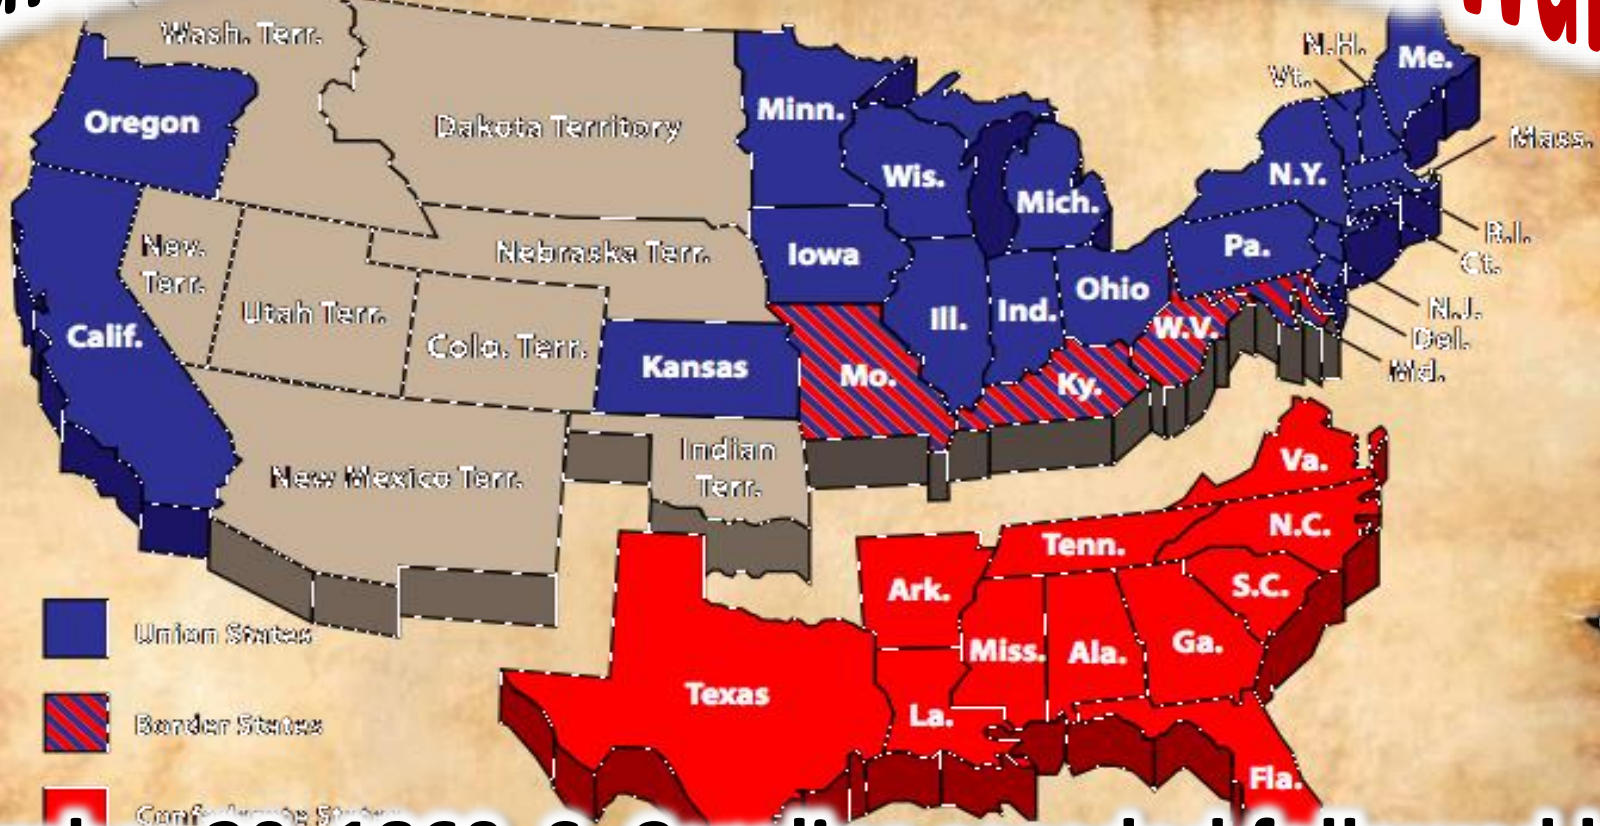 Wash. Terr.
N.H.
Me.
Vt.
Oregon
Dakota Territory
Minn.
Mass.
Wis.
N.Y.
Mich.
Nev.
Terr.
Nebraska Terr.
Iowa
Pa.
R.I.
Ct.
Utah Terr.
Ohio
Ill.
Ind.
N.J.
Calif.
Colo. Terr.
W.V.
Del.
Kansas
Mo.
Ky.
Md.
New Mexico Terr.
Indian
Terr.
Va.
N.C.
Tenn.
Ark.
S.C.
Union States
Miss.
Ala.
Ga.
Texas
La.
Border States
Fla.
Confederate States